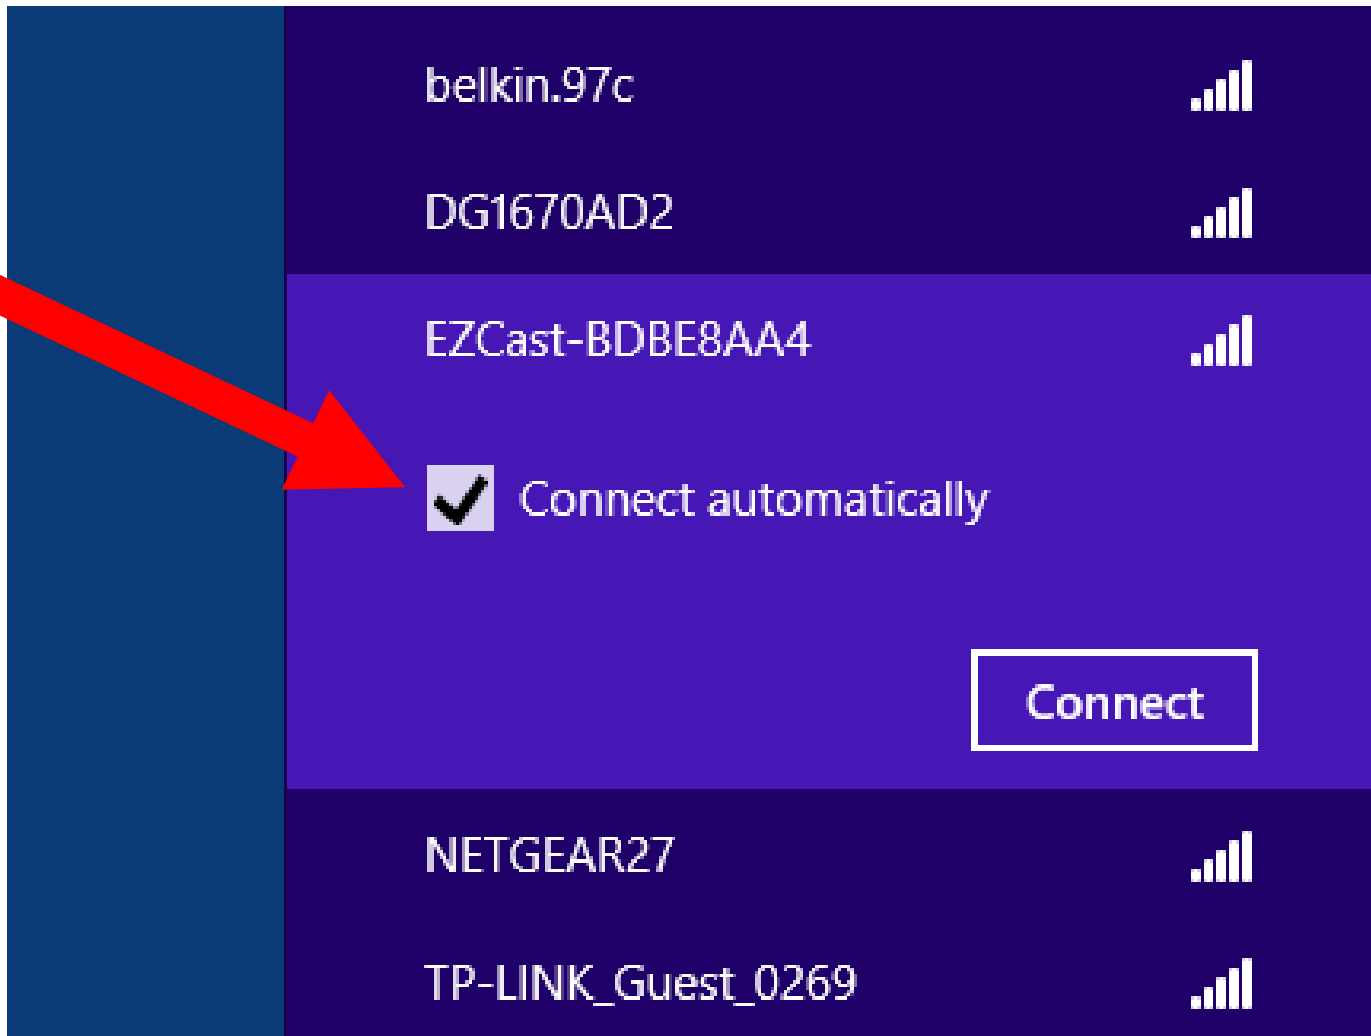 belkin.97c
DG1670AD2
EZCast-BDBE8AA4
Connect automatically
Connect
NETGEAR27
TP-LINK_Guest_0269